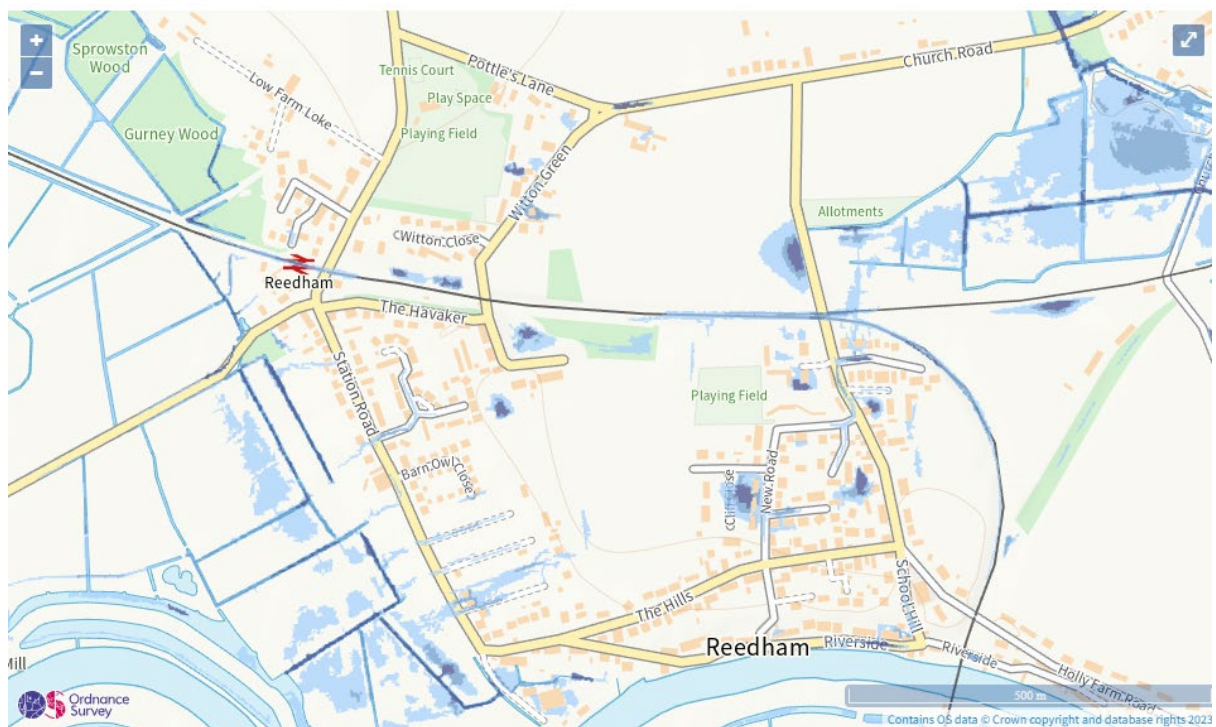 +
−
Sprowston
Wood
Low Farm Loke
Tennis Court
Pottle's Lane
Play Space
Playing Field
Church Road
Gurney Wood
Witton Green
Witton Close
Allotments
Reedham
The Havaker
Station Road
Playing Field
Barn Owl Close
Cliff Close
New Road
The Hills
School Hill
Reedham
Riverside
Riverside
Holly Farm Road
Mill
Ordnance
Survey
500 m
Contains OS data © Crown copyright and database rights 2023